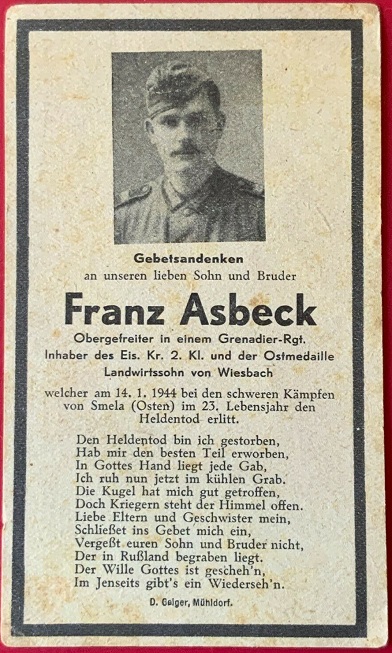 Gebetsandenken
an unseren lieben Sohn und Bruder
Franz Asbeck
Obergefreiter in einem Grenadier-Rgt.
Inhaber des Eis. Kr. 2. Kl. und der Ostmedaille
Landwirtssohn von Wiesbach
welcher am 14. 1. 1944 bei den schweren Kämpfen
von Smela (Osten) im 23. Lebensjahr den
Heldentod erlitt.
Den Heldentod bin ich gestorben,
Hab mir den besten Teil erworben,
In Gottes Hand liegt jede Gab,
Ich ruh nun jetzt im kühlen Grab.
Die Kugel hat mich gut getroffen,
Doch Kriegern steht der Himmel offen.
Liebe Eltern und Geschwister mein,
Schließet ins Gebet mich ein,
Vergeßt euren Sohn und Bruder nicht,
Der in Rußland begraben liegt.
Der Wille Gottes ist gescheh'n,
Im Jenseits gibt's ein Wiederseh'n.
D. Geiger, Mühldorf.